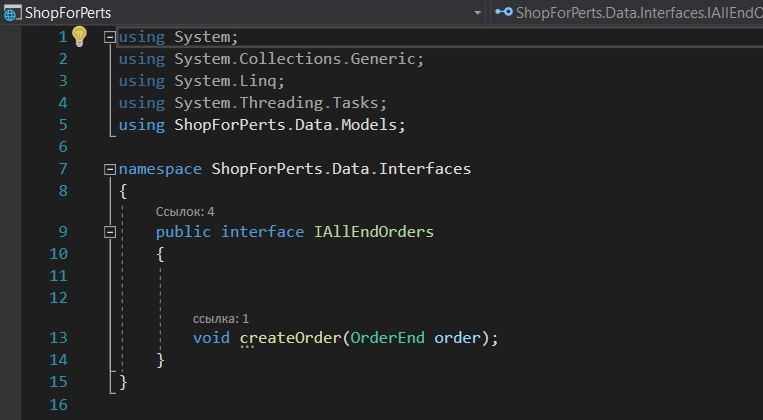 ShopForPerts
ShopForPerts.Data.Interfaces.IAllEndO
1 using System;
2 using System.Collections.Generic;
3 using System.Linq;
4 using System.Threading.Tasks;
5 using ShopForPerts.Data.Models;
6
7 namespace ShopForPerts.Data.Interfaces
8 {
Ссылок: 4
9 public interface IAllEndOrders
10 {
11
12
ссылка: 1
13 void createOrder(OrderEnd order);
14 }
15 }
16